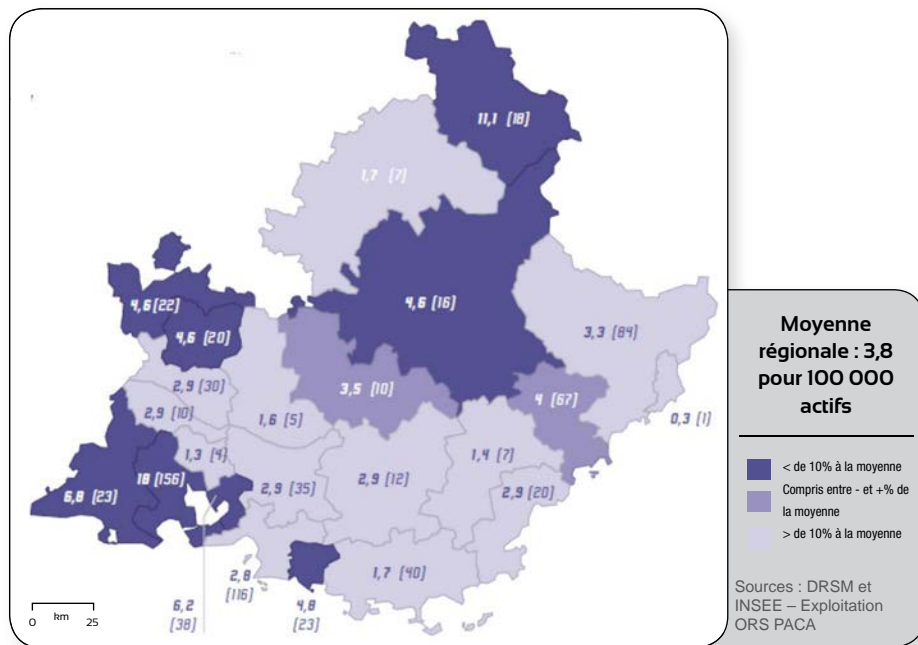 11,1 [18]
1,7 [7]
4,6 [22]
4,6 [20]
4,6 [16]
3,3 [84]
2,9 [30]
3,5 [10]
4 [67]
2,9 [10]
1,6 [5]
0,3 [1]
1,3 [4]
1,4 [7]
18 [156]
6,8 [23]
2,9 [35]
2,9 [12]
2,9 [20]
2,8
[116]
1,7 [40]
6,2
[38]
4,8
[23]
0 km 25
Moyenne
régionale : 3,8
pour 100 000
actifs
< de 10% à la moyenne
Compris entre - et +% de
la moyenne
> de 10% à la moyenne
Sources : DRSM et
INSEE – Exploitation
ORS PACA